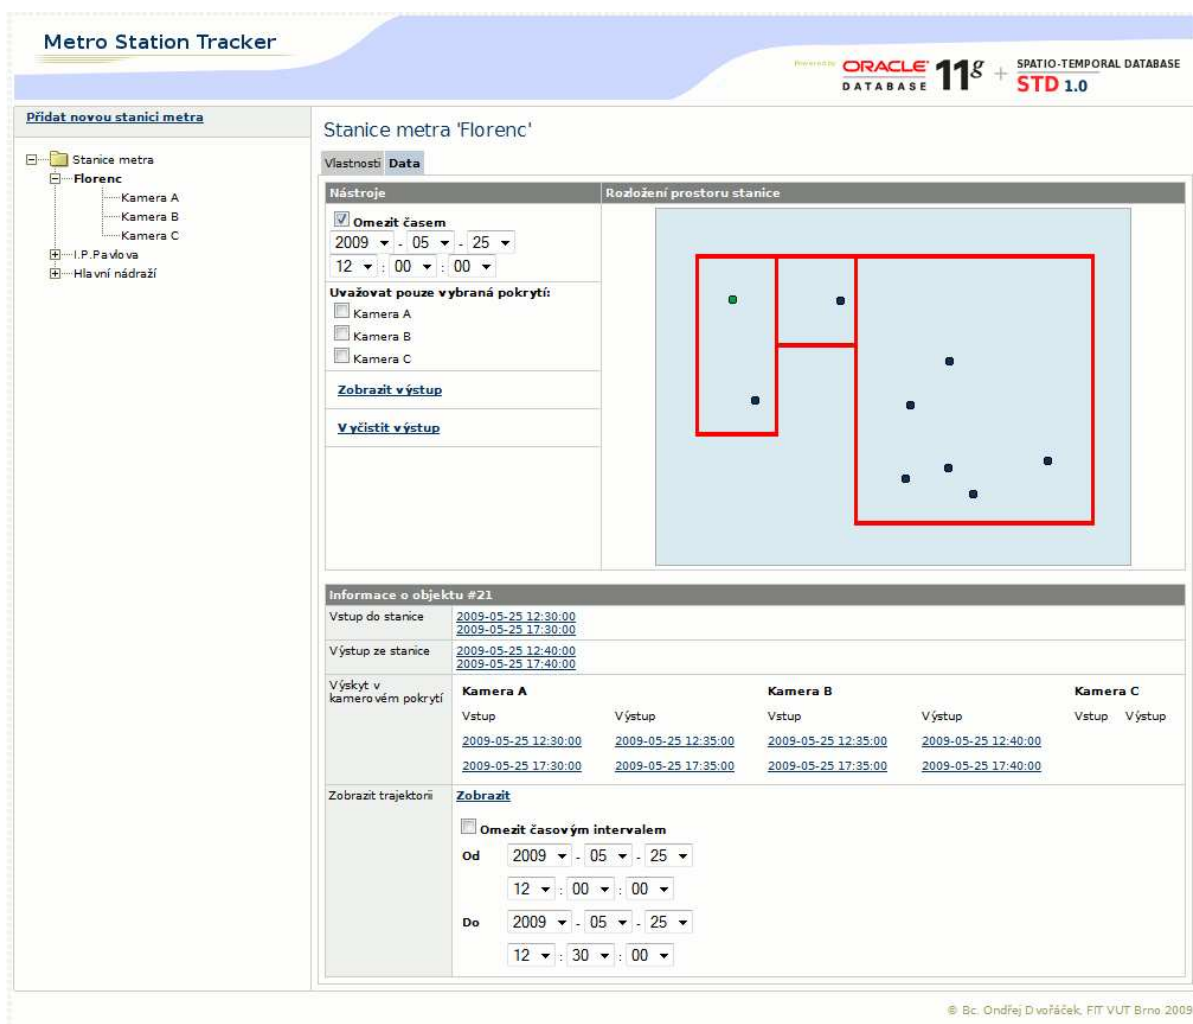 Metro Station Tracker
Powered by ORACLE DATABASE 11g + SPATIO-TEMPORAL DATABASE STD 1.0
Přidat novou stanici metra
Stanice metra
Florenc
Kamera A
Kamera B
Kamera C
I.P.Pavlova
Hlavní nádraží
Stanice metra 'Florenc'
Vlastnosti Data
Nástroje
Omezit časem
2009 - 05 - 25
12 : 00 : 00
Uvažovat pouze vybraná pokrytí:
Kamera A
Kamera B
Kamera C
Zobrazit výstup
Vyčistit výstup
Rozložení prostoru stanice
Informace o objektu #21
Vstup do stanice
2009-05-25 12:30:00
2009-05-25 17:30:00
Výstup ze stanice
2009-05-25 12:40:00
2009-05-25 17:40:00
Výskyt v
kamerovém pokrytí
Kamera A Kamera B Kamera C
Vstup Výstup Vstup Výstup Vstup Výstup
2009-05-25 12:30:00 2009-05-25 12:35:00 2009-05-25 12:35:00 2009-05-25 12:40:00
2009-05-25 17:30:00 2009-05-25 17:35:00 2009-05-25 17:35:00 2009-05-25 17:40:00
Zobrazit trajektorii
Zobrazit
Omezit časovým intervalem
Od 2009 - 05 - 25
12 : 00 : 00
Do 2009 - 05 - 25
12 : 30 : 00
© Bc. Ondřej Dvořáček, FIT VUT Brno 2009